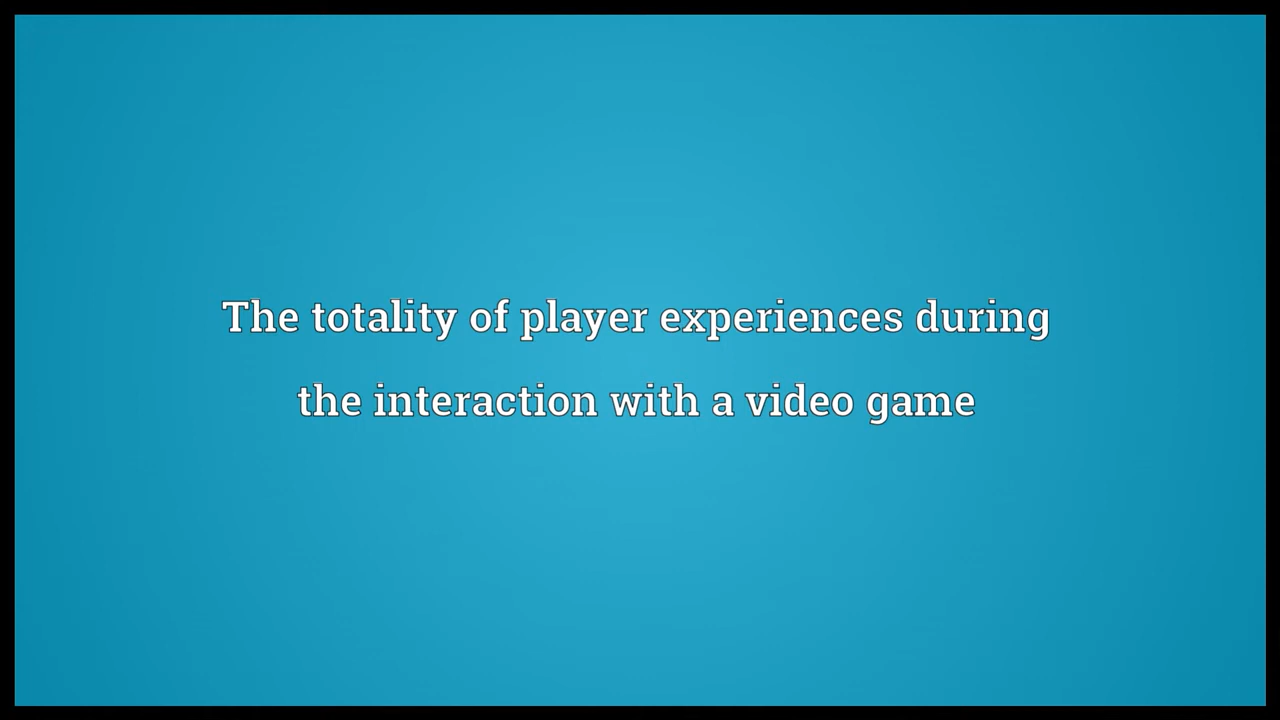 The totality of player experiences during
the interaction with a video game